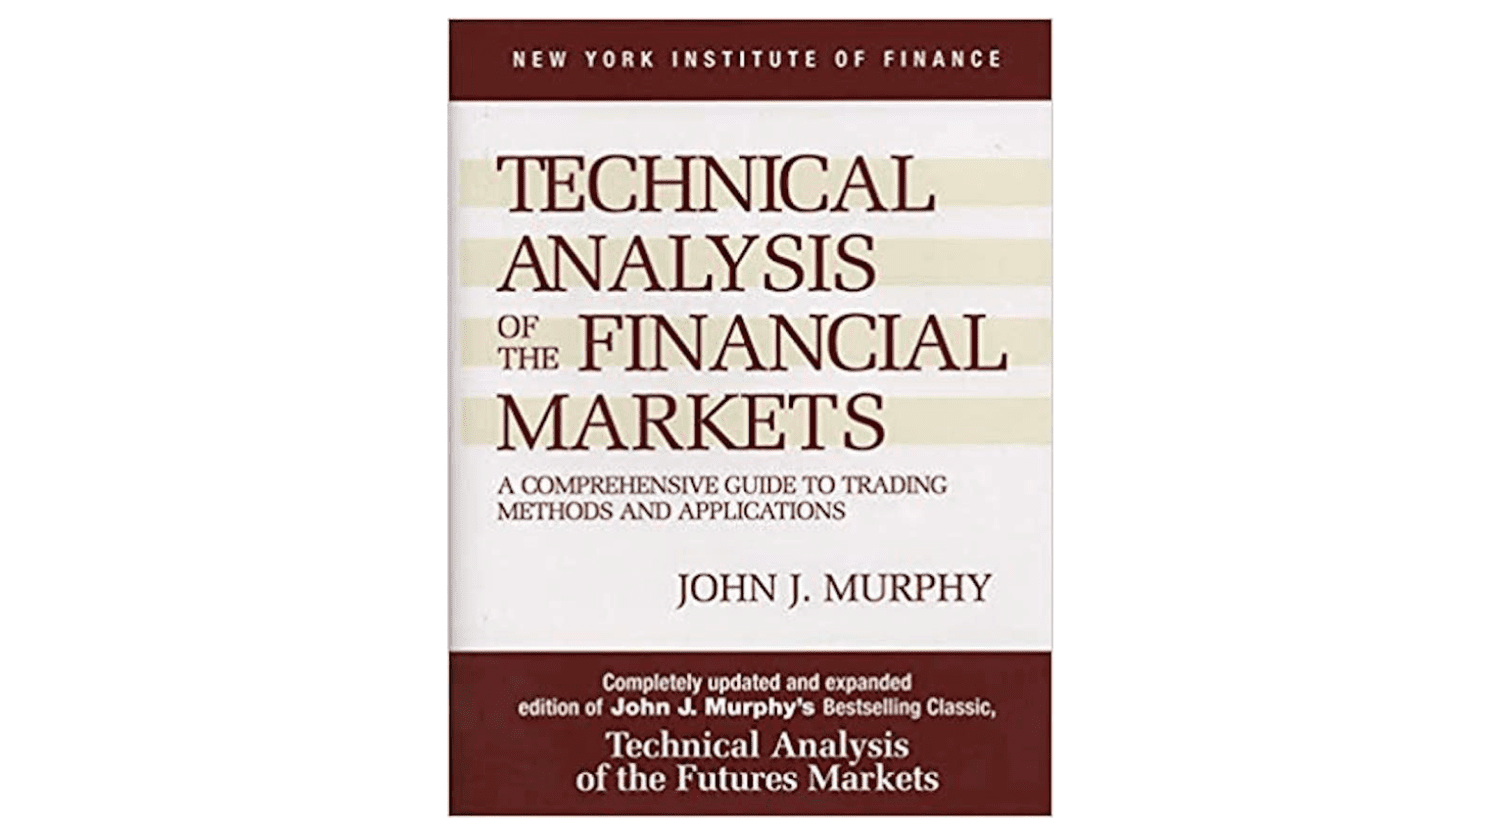 NEW YORK INSTITUTE OF FINANCE
TECHNICAL
ANALYSIS
OF THE FINANCIAL
MARKETS
A COMPREHENSIVE GUIDE TO TRADING
METHODS AND APPLICATIONS
JOHN J. MURPHY
Completely updated and expanded
edition of John J. Murphy's Bestselling Classic,
Technical Analysis
of the Futures Markets